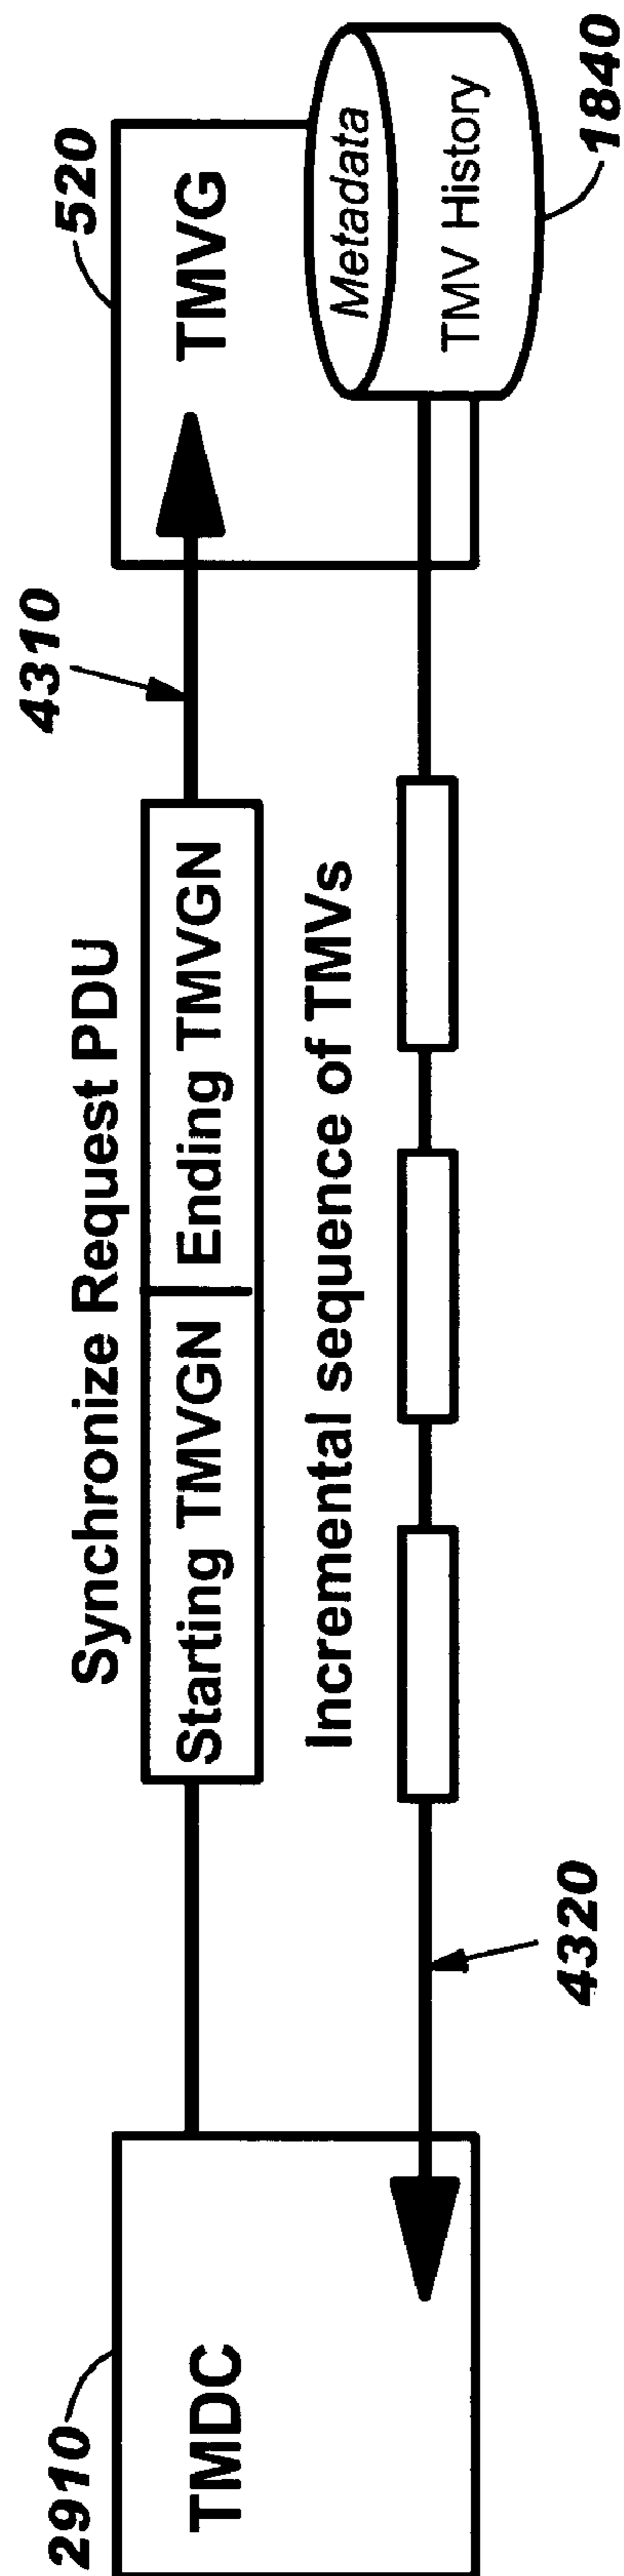 2910
TMDC
Synchronize Request PDU
Starting TMVGN
Ending TMVGN
4310
520
TMVG
Incremental sequence of TMVs
4320
Metadata
TMV History
1840